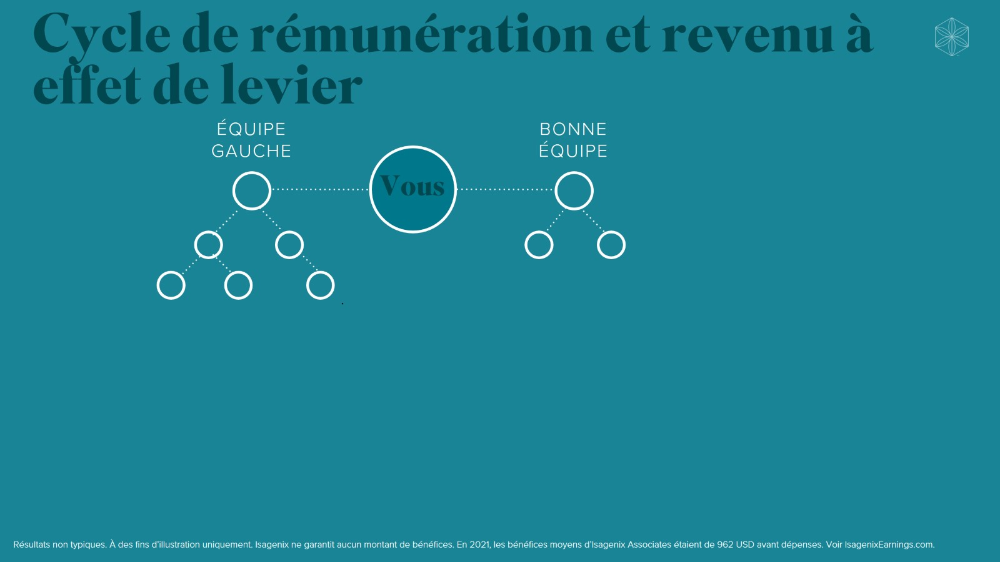 Cycle de rémunération et revenu à
effet de levier
ÉQUIPE
GAUCHE
BONNE
ÉQUIPE
Vous
Résultats non typiques. À des fins d'illustration uniquement. Isagenix ne garantit aucun montant de bénéfices. En 2021, les bénéfices moyens d'Isagenix Associates étaient de 962 USD avant dépenses. Voir IsagenixEarnings.com.